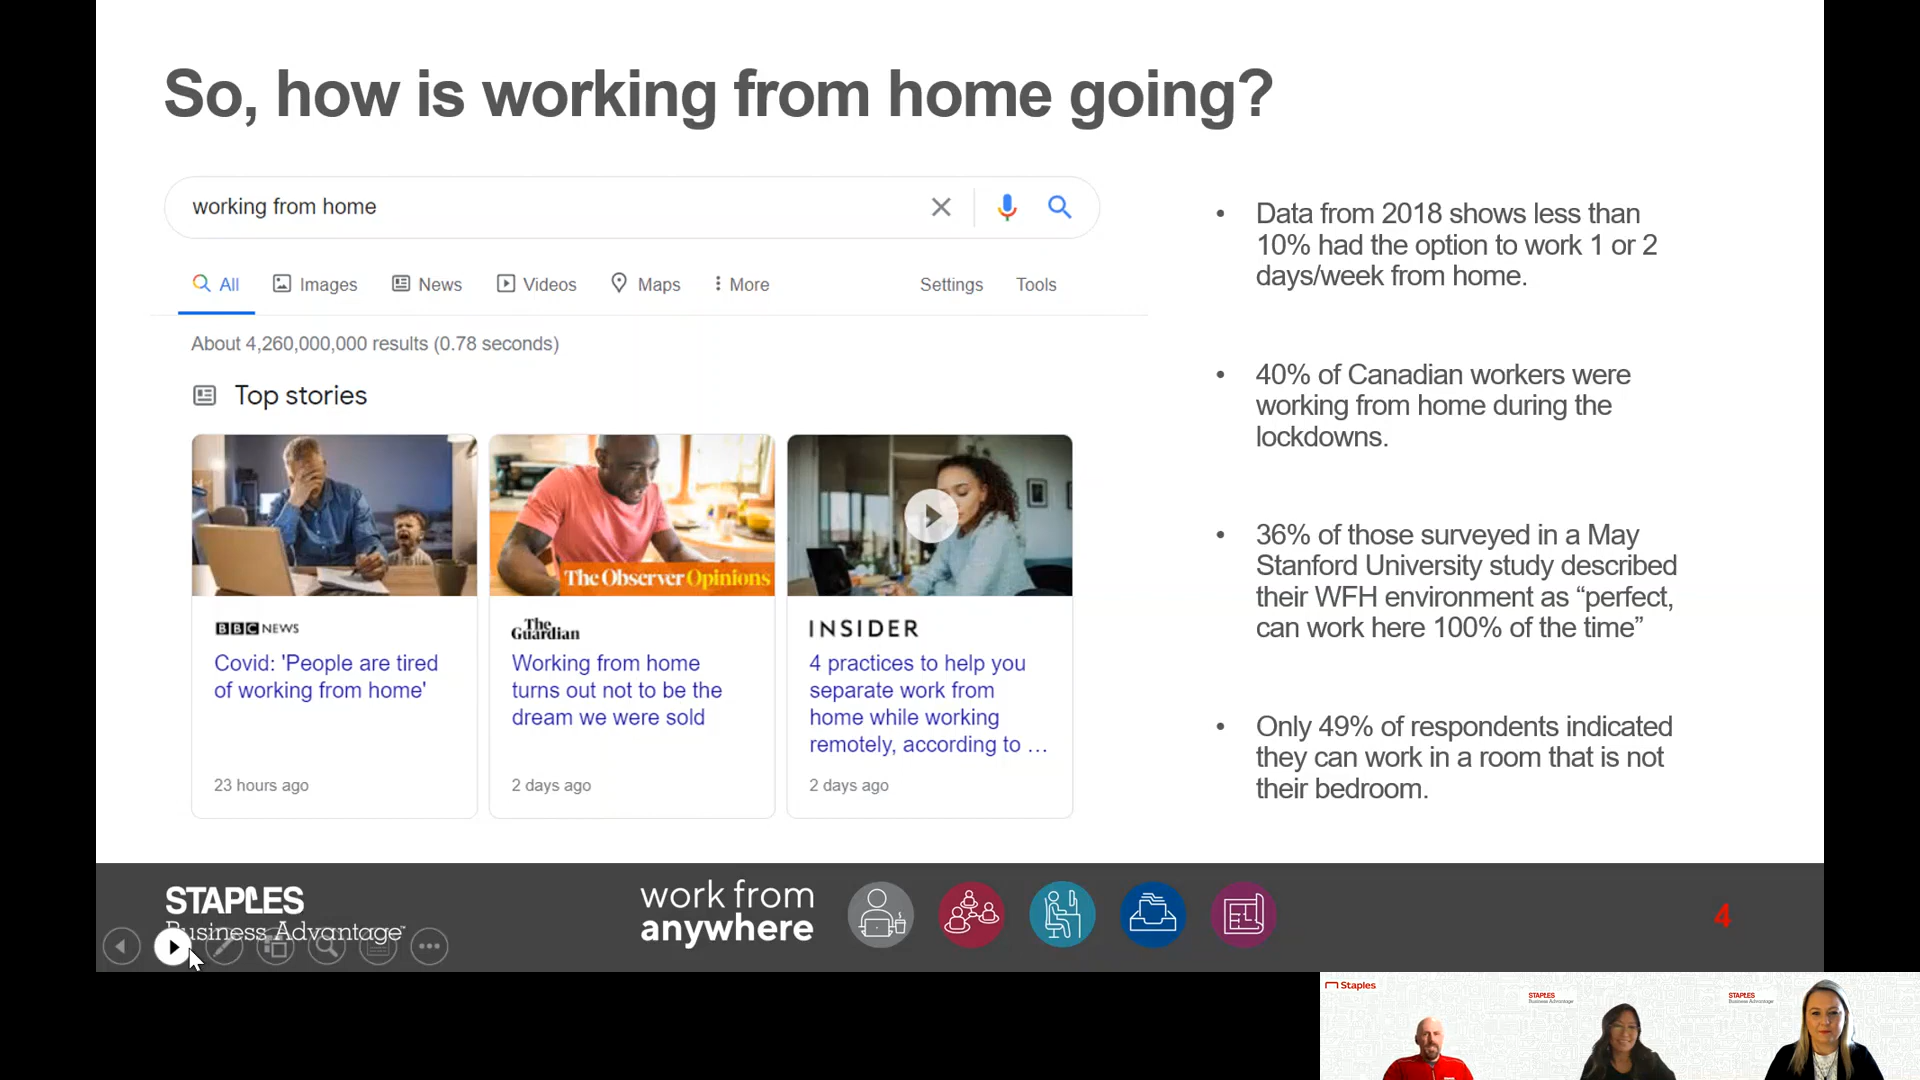 So, how is working from home going?
working from home
All Images News Videos Maps More Settings Tools
About 4,260,000,000 results (0.78 seconds)
Top stories
The Observer Opinions
BBC NEWS
Covid: 'People are tired
of working from home'
23 hours ago
The
Guardian
Working from home
turns out not to be the
dream we were sold
2 days ago
INSIDER
4 practices to help you
separate work from
home while working
remotely, according to ...
2 days ago
• Data from 2018 shows less than
10% had the option to work 1 or 2
days/week from home.
• 40% of Canadian workers were
working from home during the
lockdowns.
• 36% of those surveyed in a May
Stanford University study described
their WFH environment as “perfect,
can work here 100% of the time”
• Only 49% of respondents indicated
they can work in a room that is not
their bedroom.
STAPLES
Business Advantage™
work from
anywhere
4
Staples
STAPLES
Business Advantage
STAPLES
Business Advantage